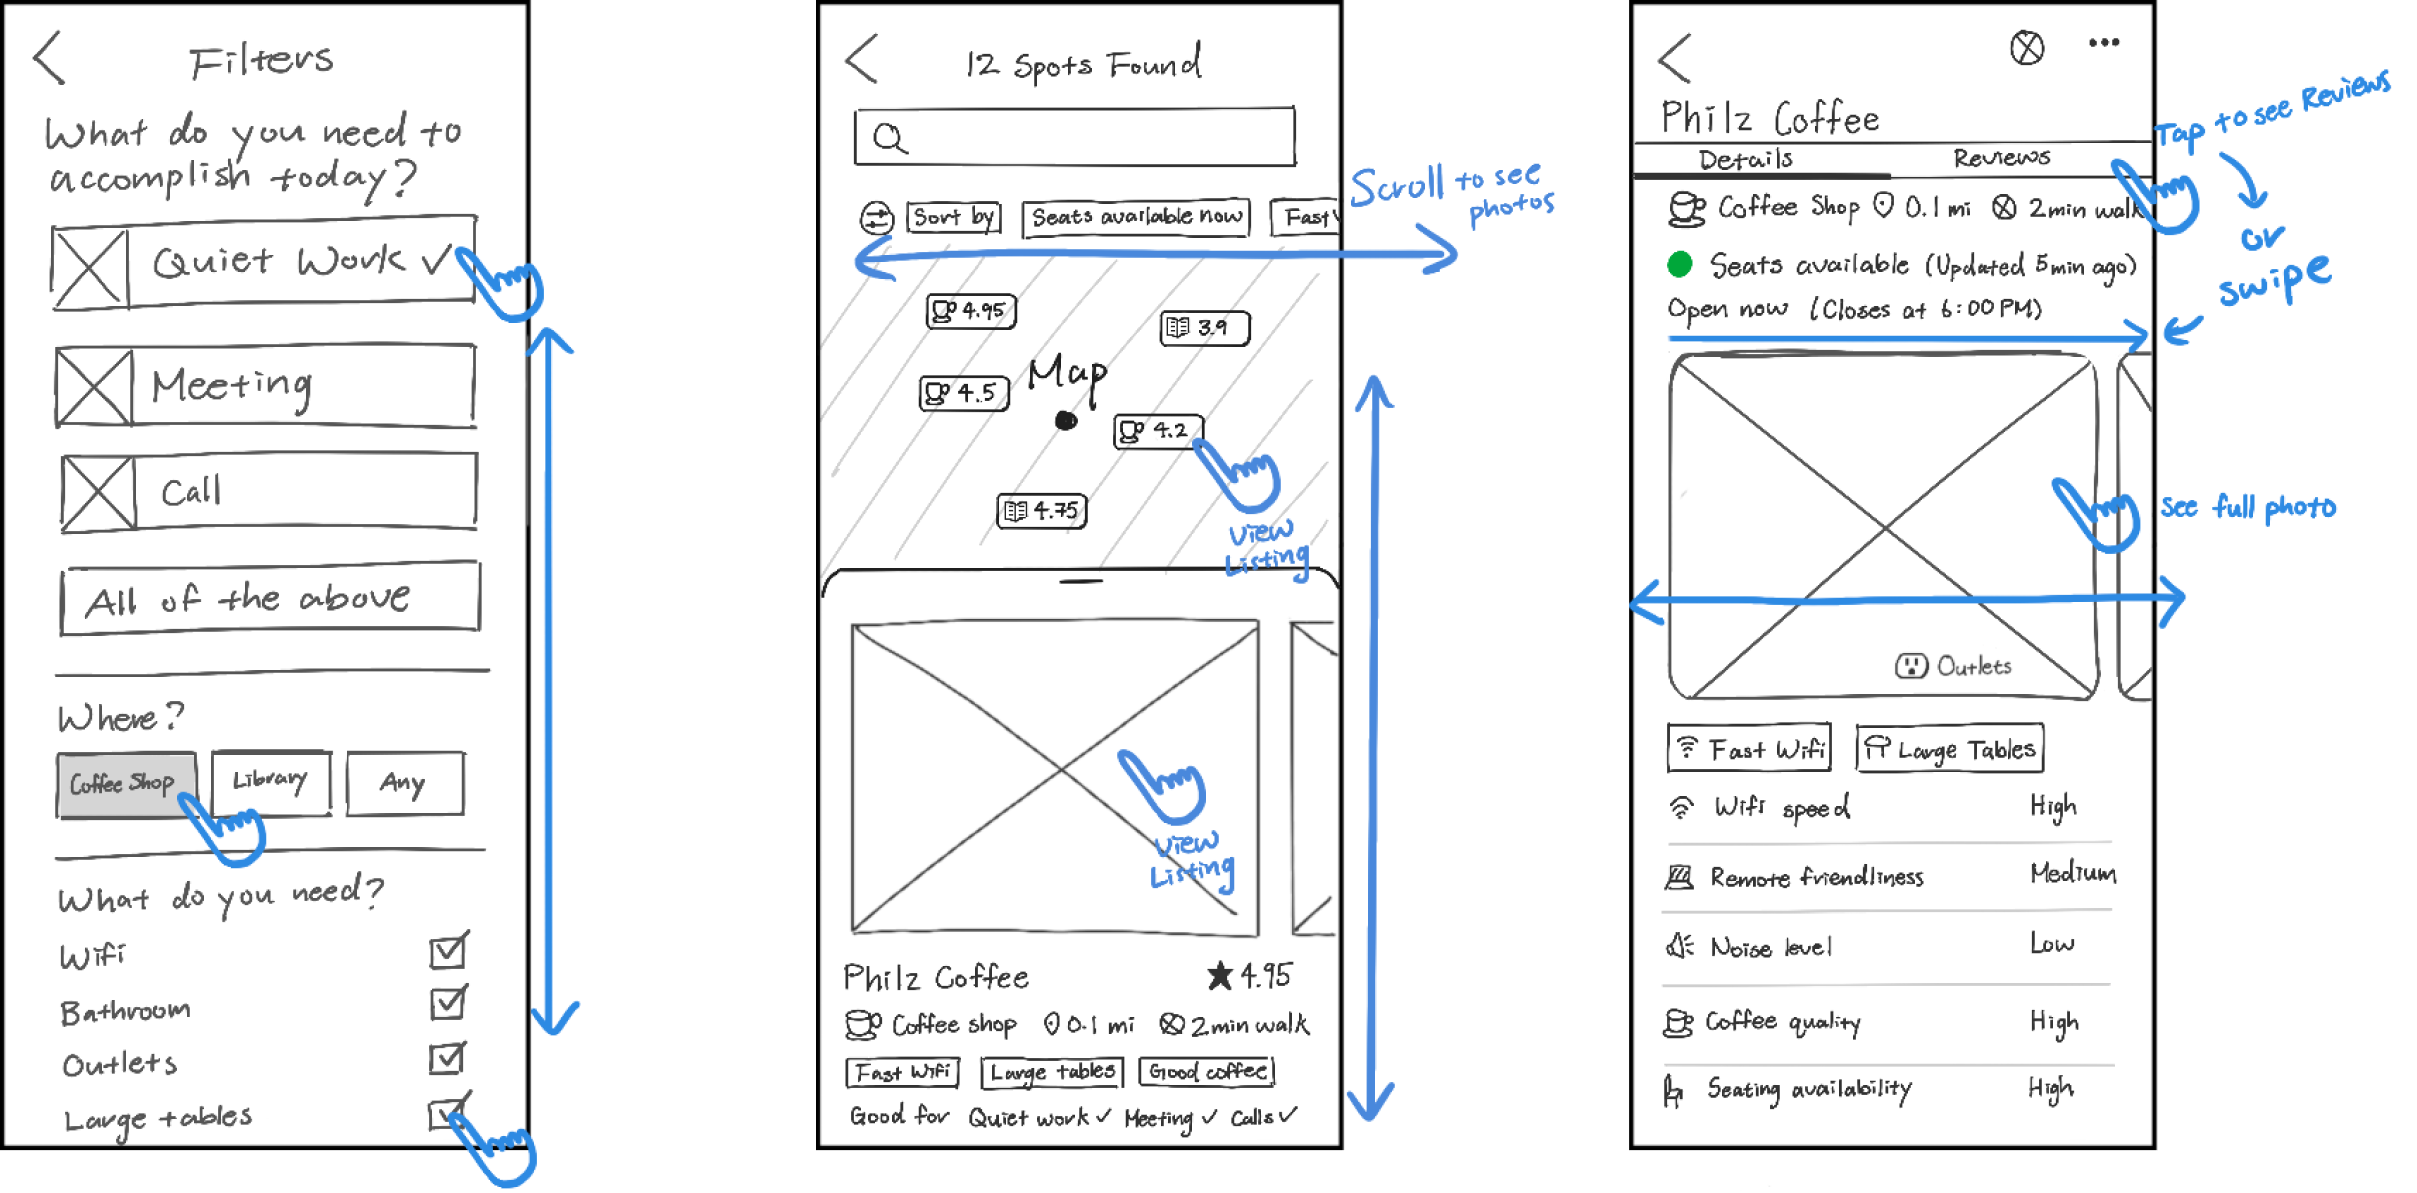 Filters
What do you need to
accomplish today?
Quiet Work ✓
Meeting
Call
All of the above
Where?
Coffee Shop
Library
Any
What do you need?
Wifi
Bathroom
Outlets
Large tables
12 Spots Found
Sort by
Seats available now
Fast
Scroll to see
photos
4.95
3.9
Map
4.5
4.2
4.75
View
Listing
View
Listing
Philz Coffee ★ 4.95
Coffee shop 0.1 mi 2 min walk
Fast Wifi
Large tables
Good coffee
Good for Quiet work ✓ Meeting ✓ Calls ✓
Philz Coffee
Details
Reviews
Coffee Shop 0.1 mi 2 min walk
Seats available (Updated 5 min ago)
Open now (Closes at 6:00 PM)
Tap to see Reviews
or
swipe
See full photo
Outlets
Fast Wifi
Large Tables
Wifi speed High
Remote friendliness Medium
Noise level Low
Coffee quality High
Seating availability High